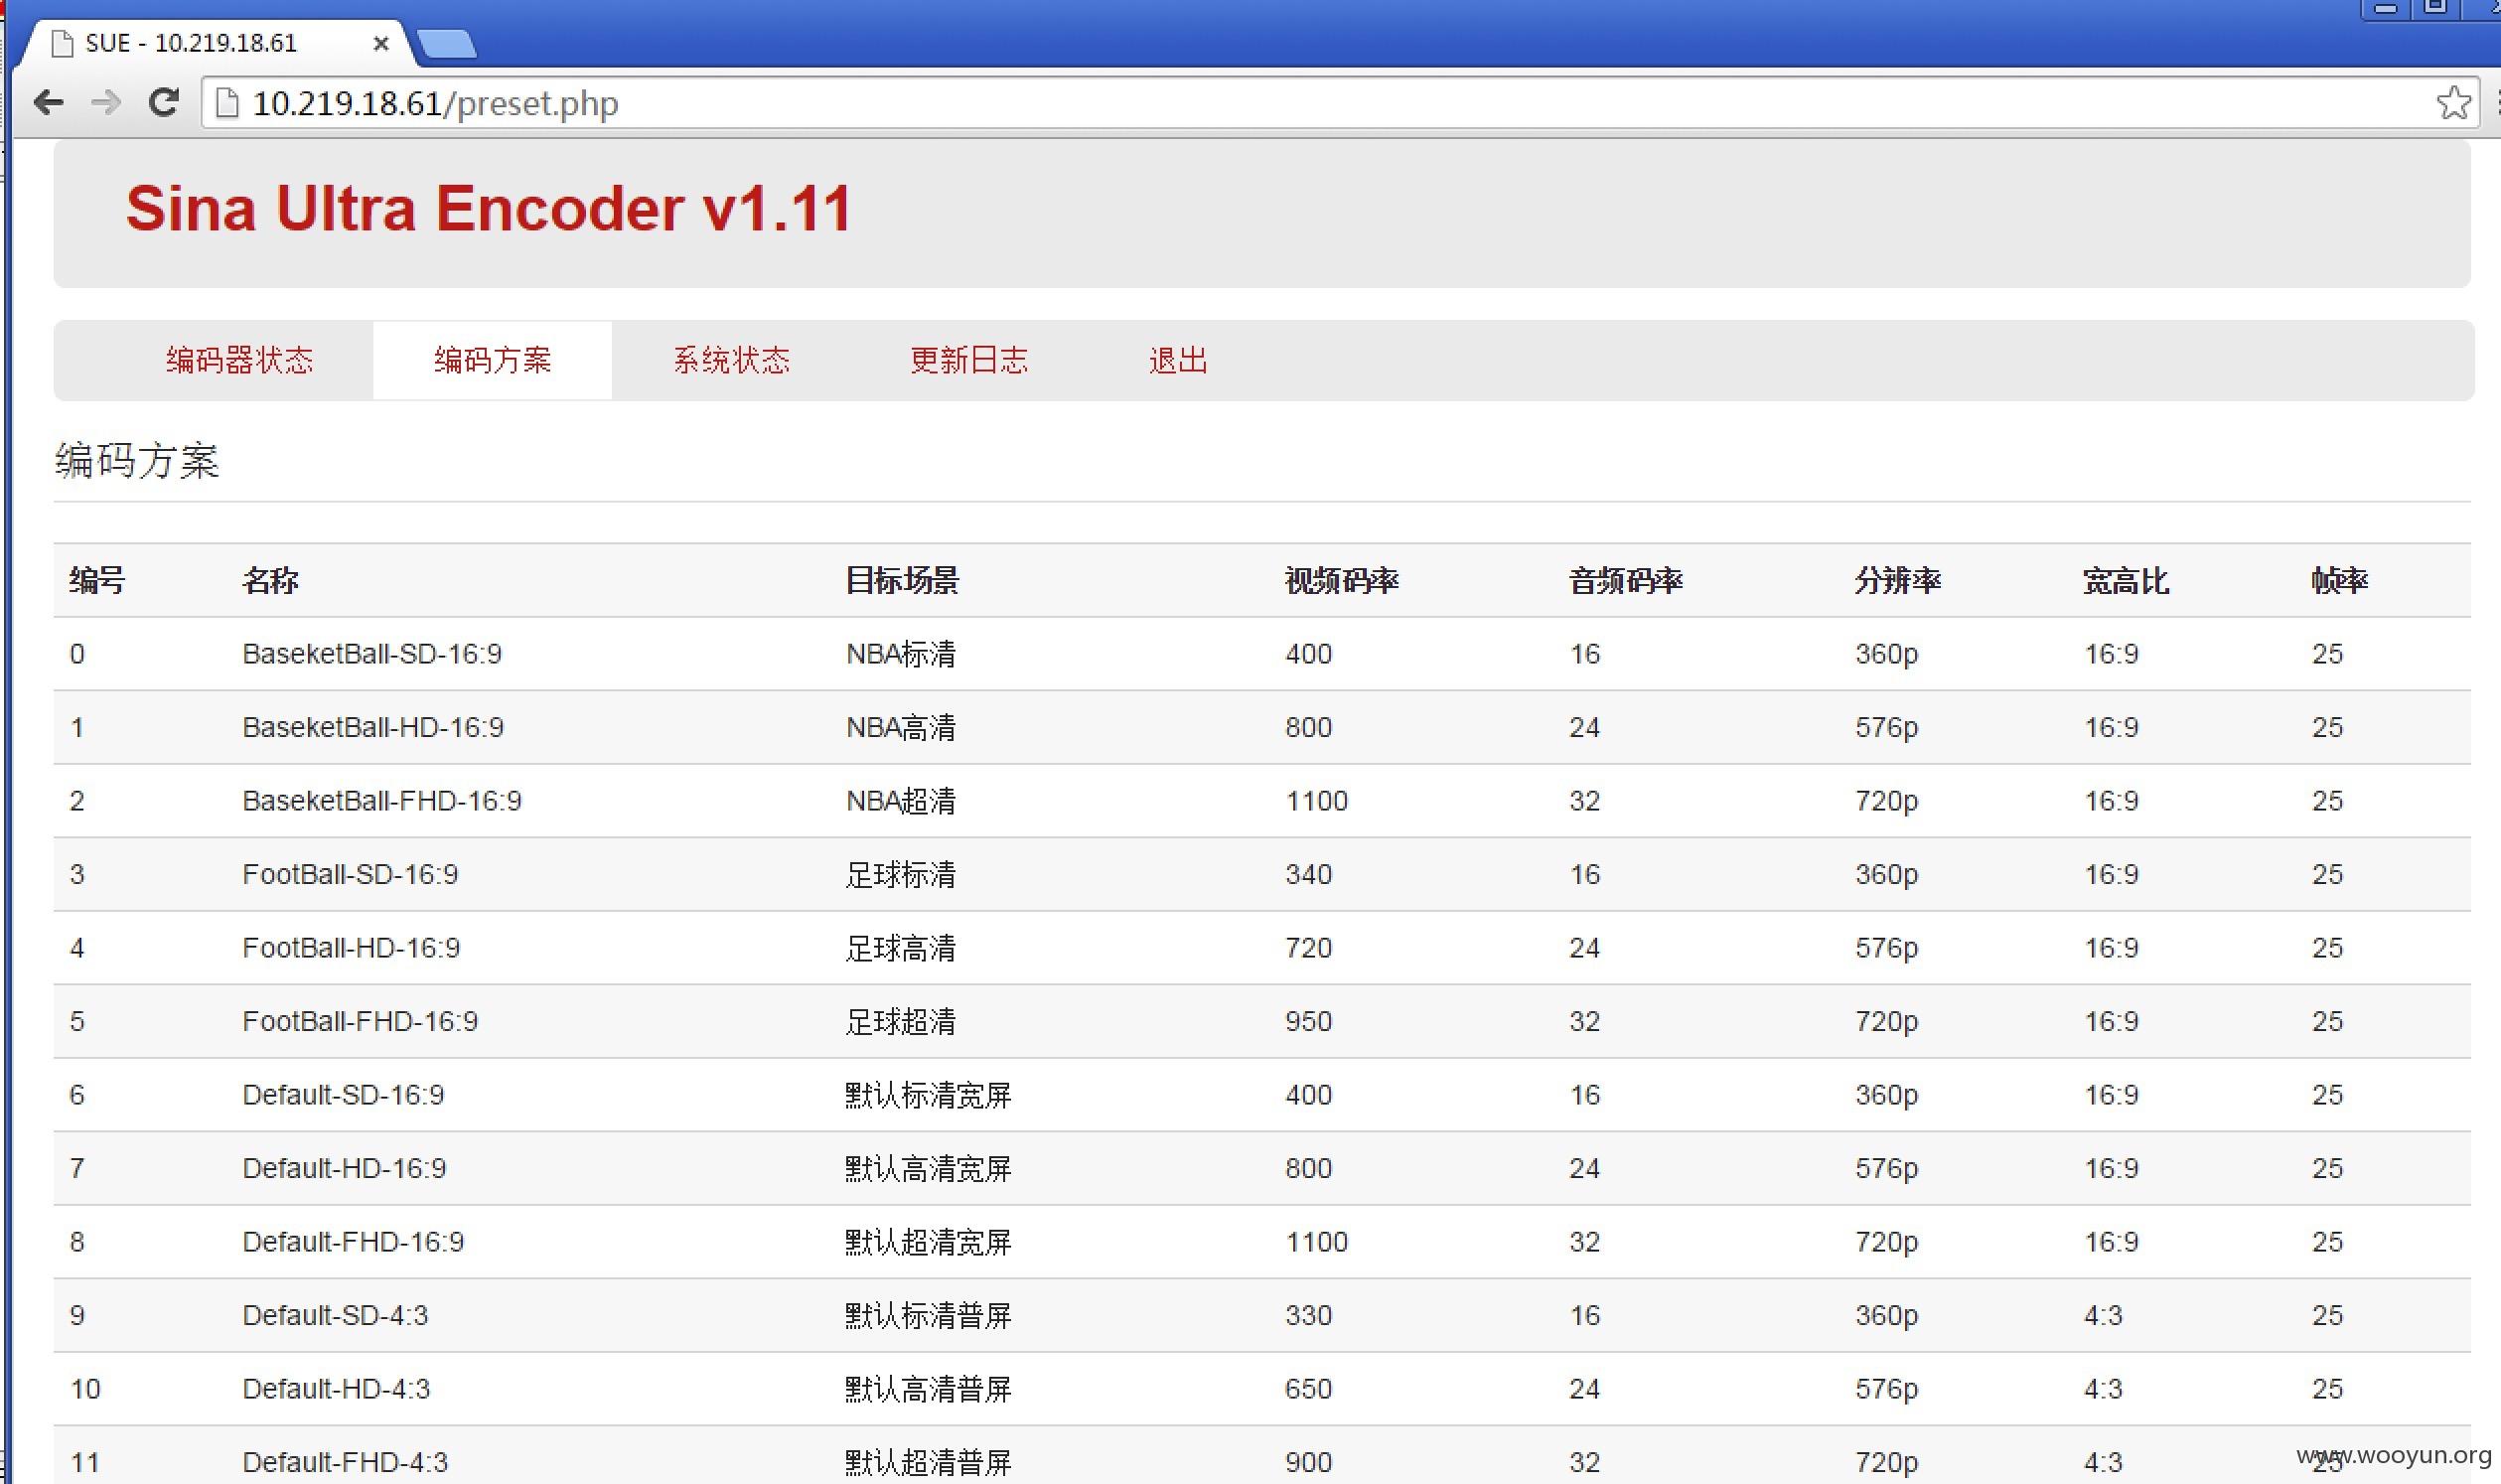 SUE - 10.219.18.61
10.219.18.61/preset.php
Sina Ultra Encoder v1.11
编码器状态 编码方案 系统状态 更新日志 退出
编码方案
编号 名称 目标场景 视频码率 音频码率 分辨率 宽高比 帧率
0 BaseketBall-SD-16:9 NBA标清 400 16 360p 16:9 25
1 BaseketBall-HD-16:9 NBA高清 800 24 576p 16:9 25
2 BaseketBall-FHD-16:9 NBA超清 1100 32 720p 16:9 25
3 FootBall-SD-16:9 足球标清 340 16 360p 16:9 25
4 FootBall-HD-16:9 足球高清 720 24 576p 16:9 25
5 FootBall-FHD-16:9 足球超清 950 32 720p 16:9 25
6 Default-SD-16:9 默认标清宽屏 400 16 360p 16:9 25
7 Default-HD-16:9 默认高清宽屏 800 24 576p 16:9 25
8 Default-FHD-16:9 默认超清宽屏 1100 32 720p 16:9 25
9 Default-SD-4:3 默认标清普屏 330 16 360p 4:3 25
10 Default-HD-4:3 默认高清普屏 650 24 576p 4:3 25
11 Default-FHD-4:3 默认超清普屏 900 32 720p 4:3 25
www.wooyun.org